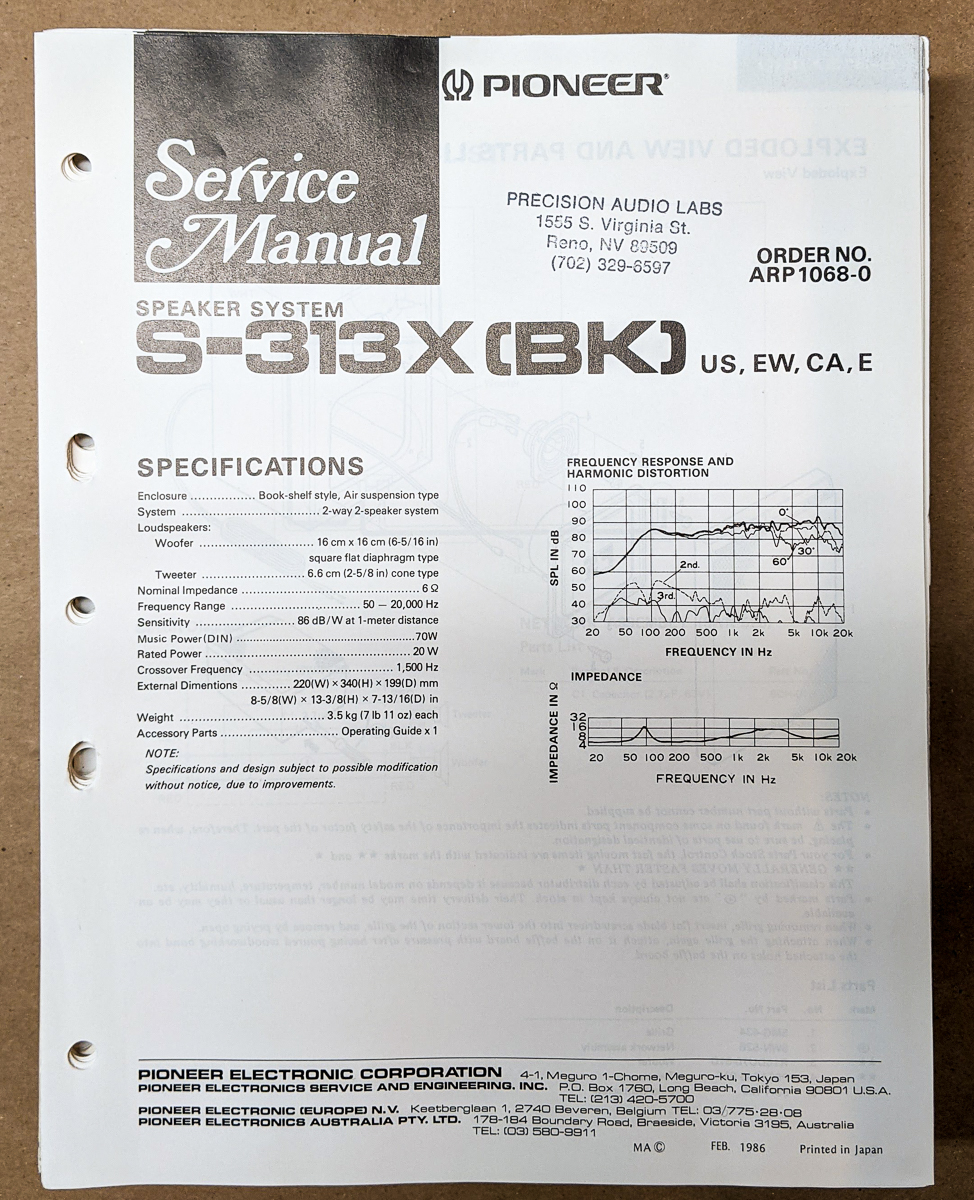 PIONEER®
Service
Manual
PRECISION AUDIO LABS
1555 S. Virginia St.
Reno, NV 89509
(702) 329-6597
ORDER NO.
ARP1068-0
SPEAKER SYSTEM
S-313X(BK) US, EW, CA, E
SPECIFICATIONS
Enclosure ................ Book-shelf style, Air suspension type
System .................................. 2-way 2-speaker system
Loudspeakers:
Woofer ............................ 16 cm x 16 cm (6-5/16 in)
square flat diaphragm type
Tweeter ......................... 6.6 cm (2-5/8 in) cone type
Nominal Impedance ............................................. 6 Ω
Frequency Range ................................ 50 — 20,000 Hz
Sensitivity .......................... 86 dB/W at 1-meter distance
Music Power(DIN) .............................................70W
Rated Power .................................................... 20 W
Crossover Frequency .................................... 1,500 Hz
External Dimentions ............ 220(W) × 340(H) × 199(D) mm
8-5/8(W) × 13-3/8(H) × 7-13/16(D) in
Weight .................................... 3.5 kg (7 lb 11 oz) each
Accessory Parts ............................. Operating Guide x 1
NOTE:
Specifications and design subject to possible modification
without notice, due to improvements.
FREQUENCY RESPONSE AND
HARMONIC DISTORTION
SPL IN dB
110
100
90
80
70
60
50
40
30
0°
30°
60°
2nd.
3rd.
20 50 100 200 500 1k 2k 5k 10k 20k
FREQUENCY IN Hz
IMPEDANCE
IMPEDANCE IN Ω
32
16
8
4
20 50 100 200 500 1k 2k 5k 10k 20k
FREQUENCY IN Hz
PIONEER ELECTRONIC CORPORATION 4-1, Meguro 1-Chome, Meguro-ku, Tokyo 153, Japan
PIONEER ELECTRONICS SERVICE AND ENGINEERING. INC. P.O. Box 1760, Long Beach, California 90801 U.S.A.
TEL: (213) 420-5700
PIONEER ELECTRONIC (EUROPE) N.V. Keetberglaan 1, 2740 Beveren, Belgium TEL: 03/775·28·08
PIONEER ELECTRONICS AUSTRALIA PTY. LTD. 178-184 Boundary Road, Braeside, Victoria 3195, Australia
TEL: (03) 580-9911
MA © FEB. 1986 Printed in Japan